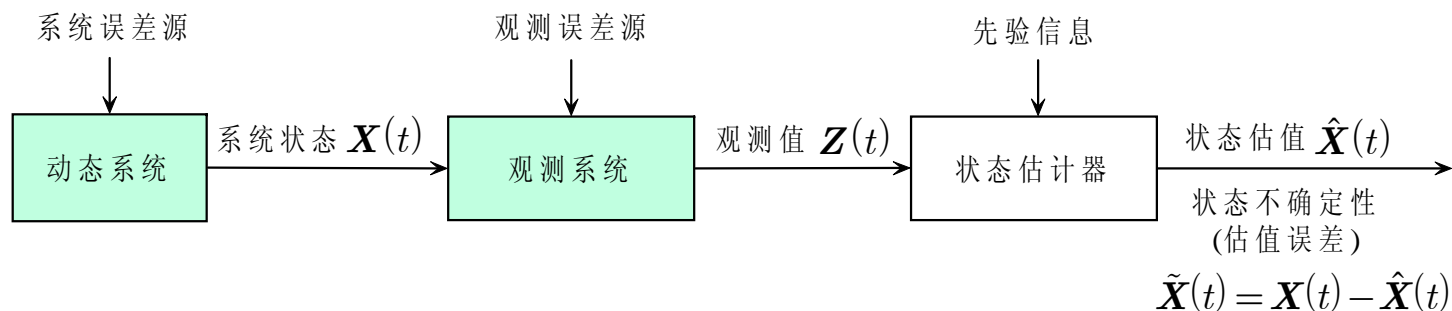 系统误差源
观测误差源
先验信息
动态系统
系统状态 X(t)
观测系统
观测值 Z(t)
状态估计器
状态估值 X̂(t)
状态不确定性
(估值误差)
X̃(t) = X(t) − X̂(t)